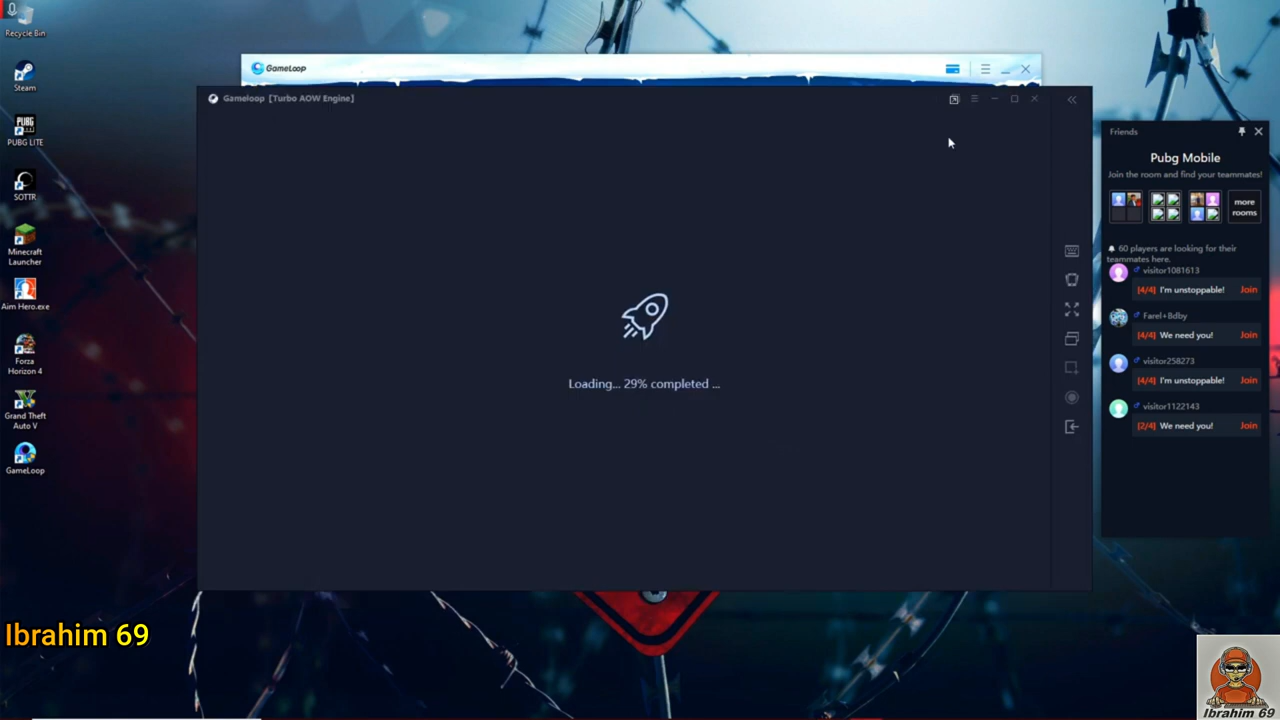 Recycle Bin
Steam
PUBG
PUBG LITE
SOTTR
Minecraft
Launcher
Aim Hero.exe
Forza
Horizon 4
Grand Theft
Auto V
GameLoop
GameLoop
Gameloop [Turbo AOW Engine]
Loading... 29% completed ...
Friends
Pubg Mobile
Join the room and find your teammates!
more
rooms
60 players are looking for their
teammates here.
visitor1081613
[4/4] I'm unstoppable! Join
Farel+Bdby
[4/4] We need you! Join
visitor258273
[4/4] I'm unstoppable! Join
visitor1122143
[2/4] We need you! Join
Ibrahim 69
Ibrahim 69